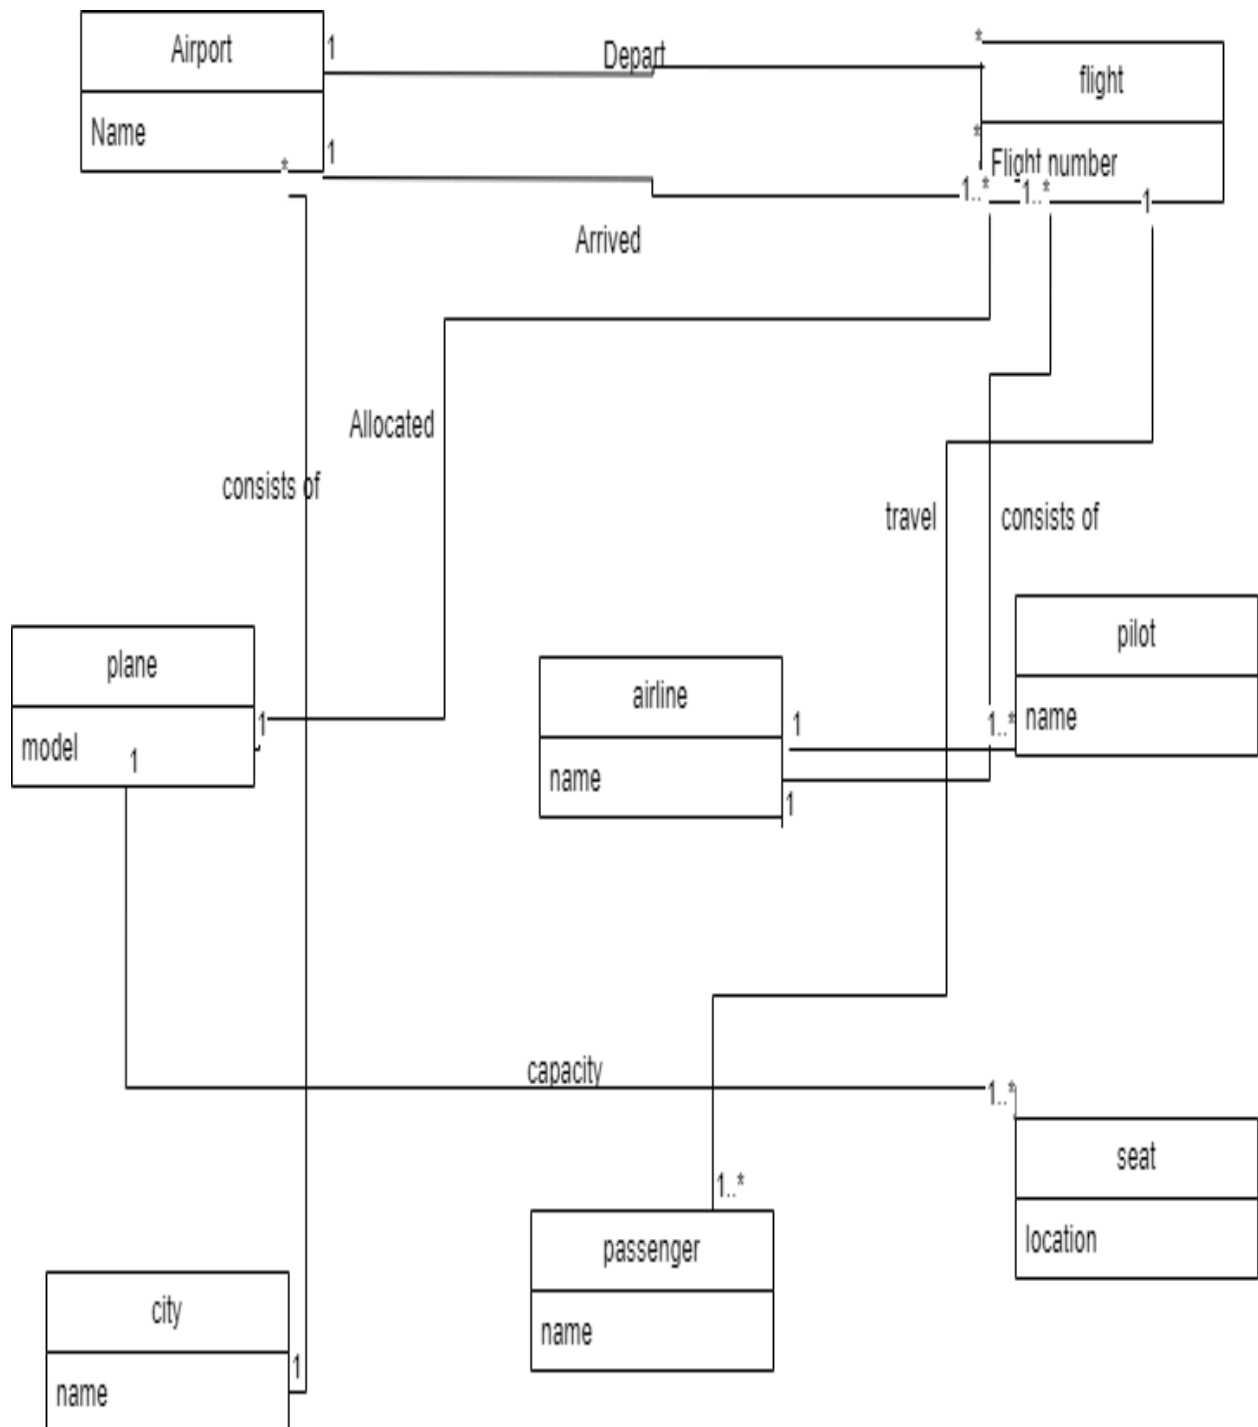 Airport
1
Depart
*
flight
Name
1
*
*
Flight number
1..*
1..*
1
Arrived
Allocated
consists of
travel
consists of
plane
pilot
airline
model
1
1
name
1
1..*
name
1
capacity
1..*
seat
1..*
location
passenger
name
city
1
name